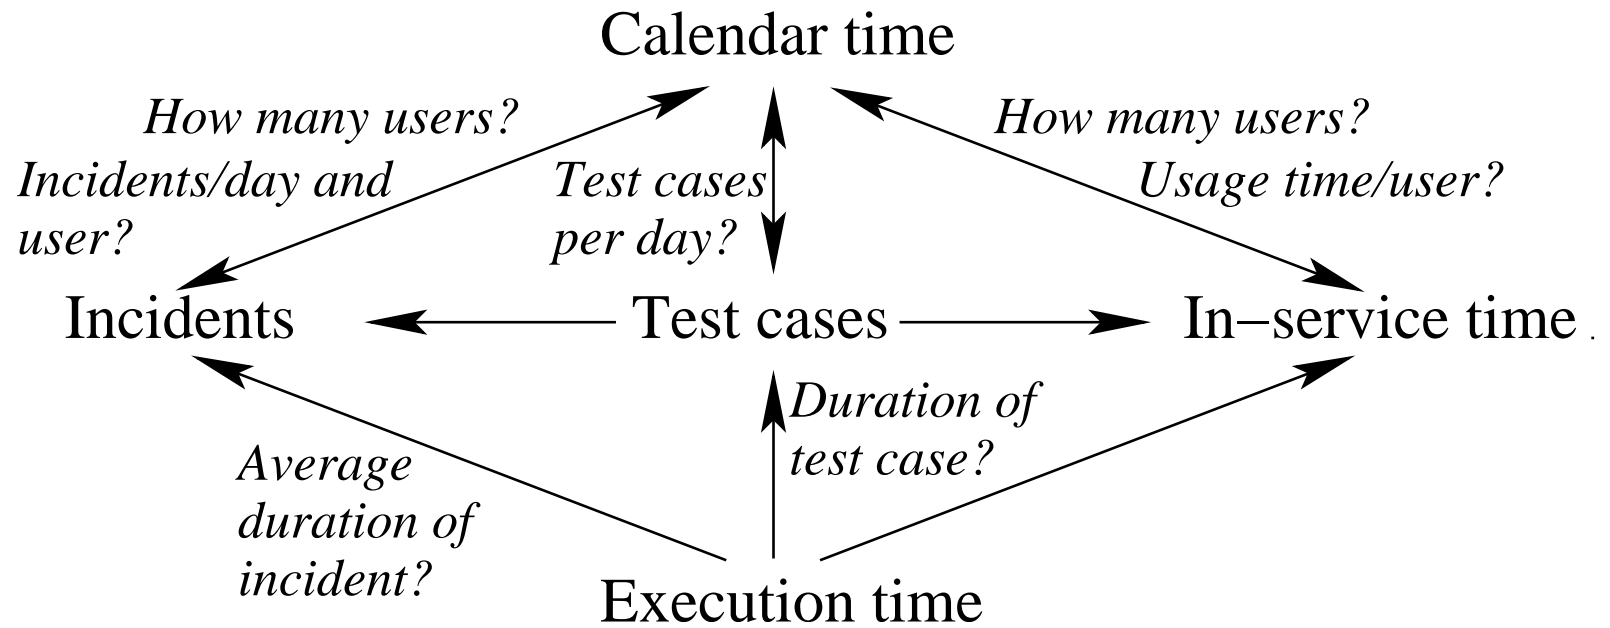 Calendar time
How many users?
Incidents/day and
user?
Test cases
per day?
How many users?
Usage time/user?
Incidents
Test cases
In–service time .
Average
duration of
incident?
Duration of
test case?
Execution time